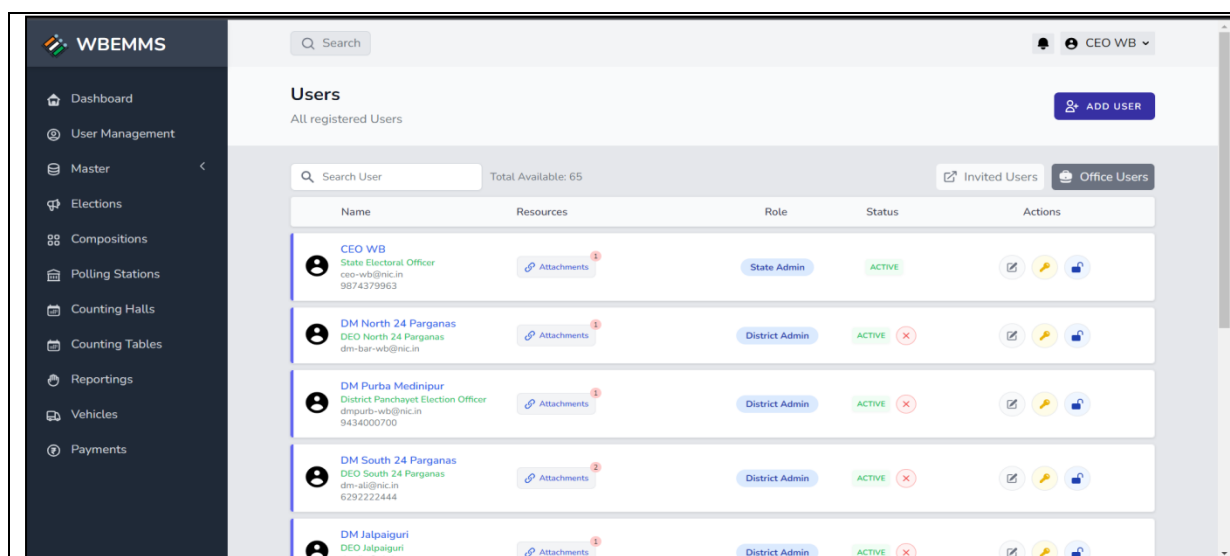 WBEMMS
Dashboard
User Management
Master
Elections
Compositions
Polling Stations
Counting Halls
Counting Tables
Reportings
Vehicles
Payments
Search
CEO WB
Users
All registered Users
ADD USER
Search User
Total Available: 65
Invited Users
Office Users
Name Resources Role Status Actions
CEO WB
State Electoral Officer
ceo-wb@nic.in
9874379963
Attachments 1
State Admin
ACTIVE
DM North 24 Parganas
DEO North 24 Parganas
dm-bar-wb@nic.in
Attachments 1
District Admin
ACTIVE
DM Purba Medinipur
District Panchayet Election Officer
dmpurb-wb@nic.in
9434000700
Attachments 1
District Admin
ACTIVE
DM South 24 Parganas
DEO South 24 Parganas
dm-ali@nic.in
6292222444
Attachments 2
District Admin
ACTIVE
DM Jalpaiguri
DEO Jalpaiguri
Attachments 1
District Admin
ACTIVE